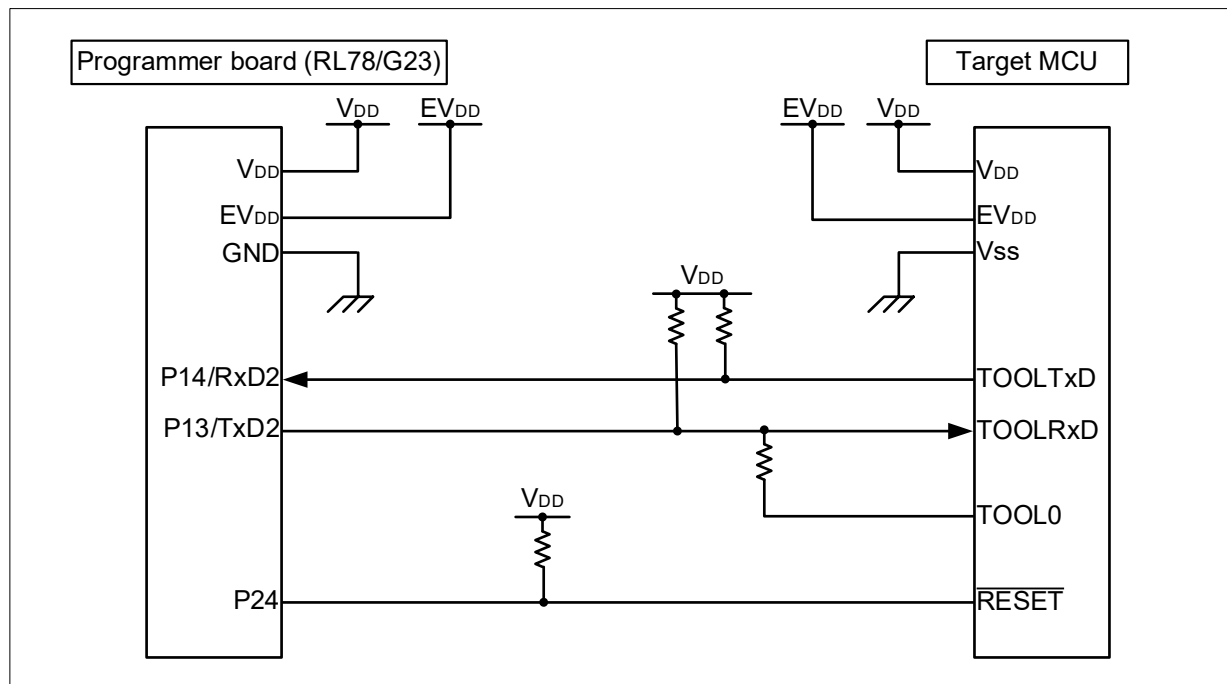 Programmer board (RL78/G23)
Target MCU
VDD
EVDD
EVDD
VDD
VDD
VDD
EVDD
EVDD
GND
Vss
VDD
P14/RxD2
TOOLTxD
P13/TxD2
TOOLRxD
VDD
TOOL0
P24
RESET